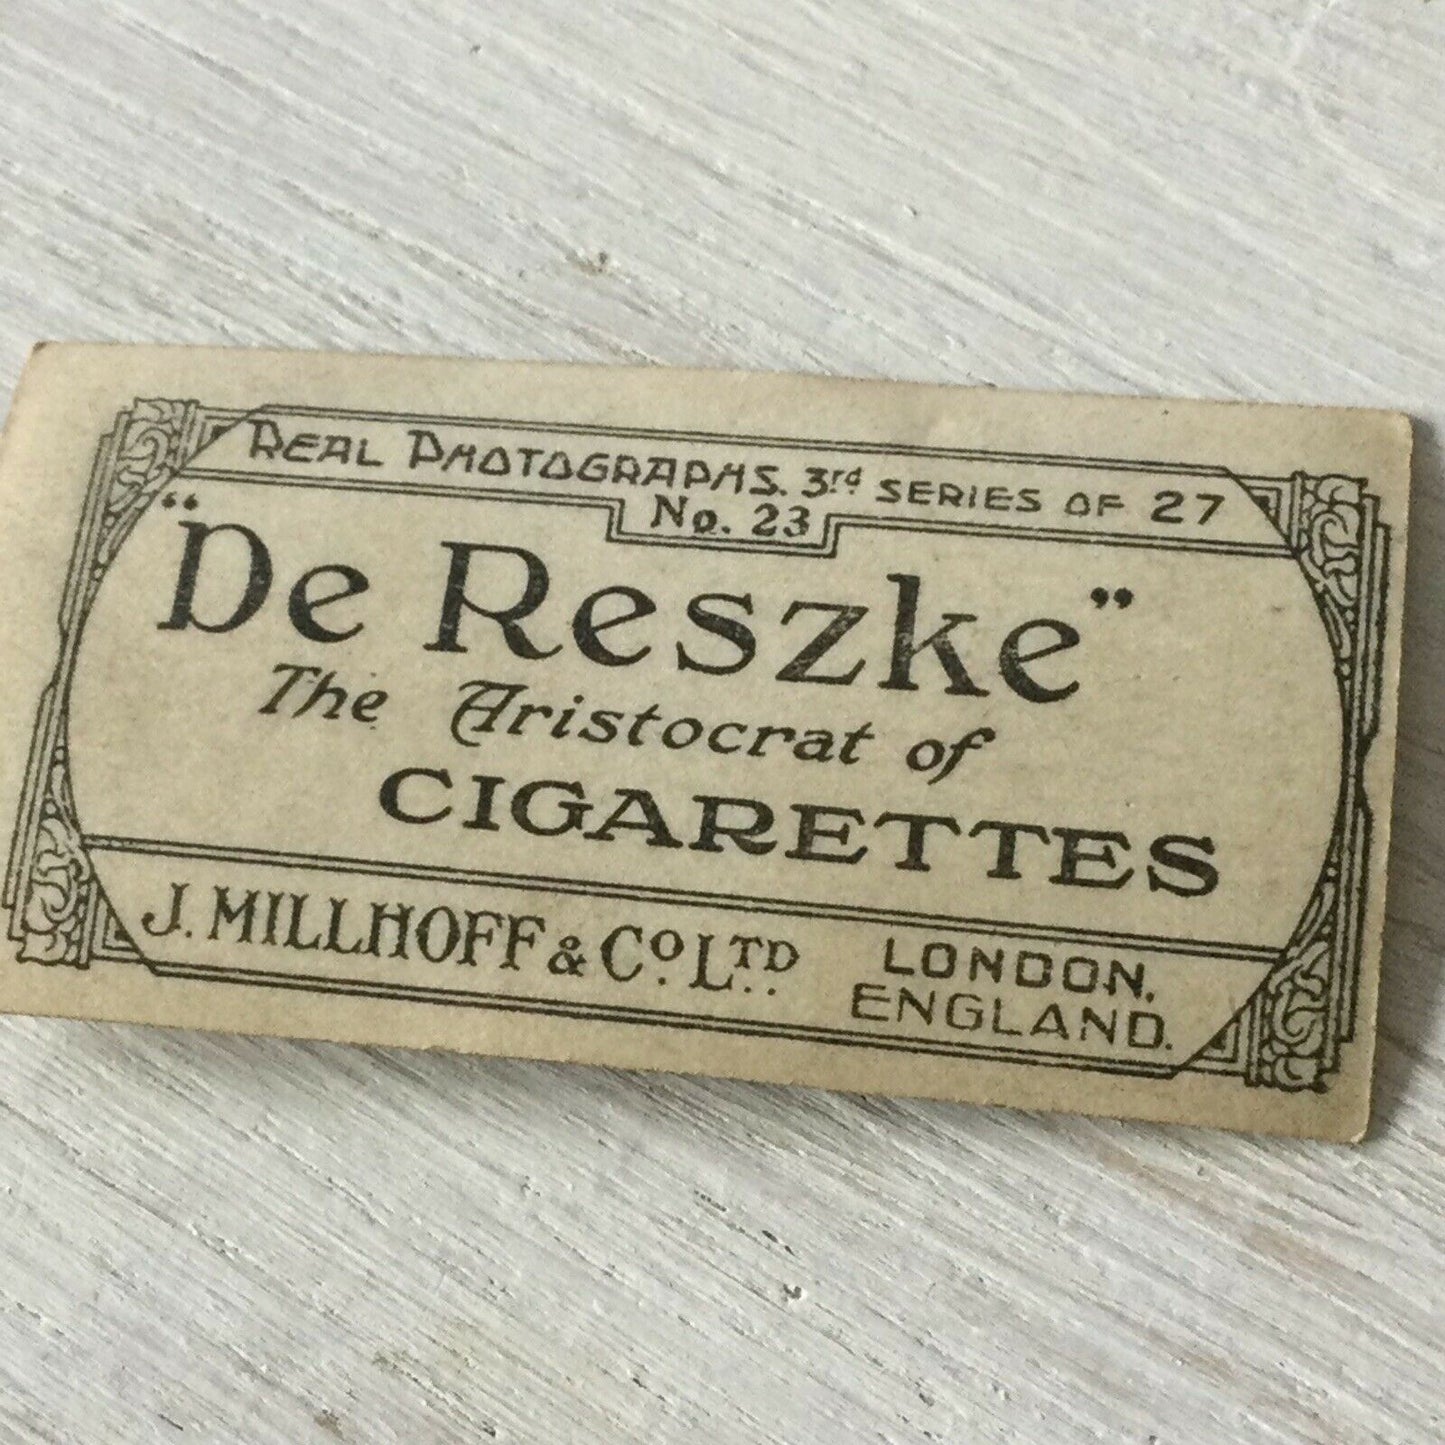 REAL PHOTOGRAPHS. 3rd SERIES OF 27
No. 23
"De Reszke"
The Aristocrat of
CIGARETTES
J. MILLHOFF & Co. LTD.. LONDON,
ENGLAND.